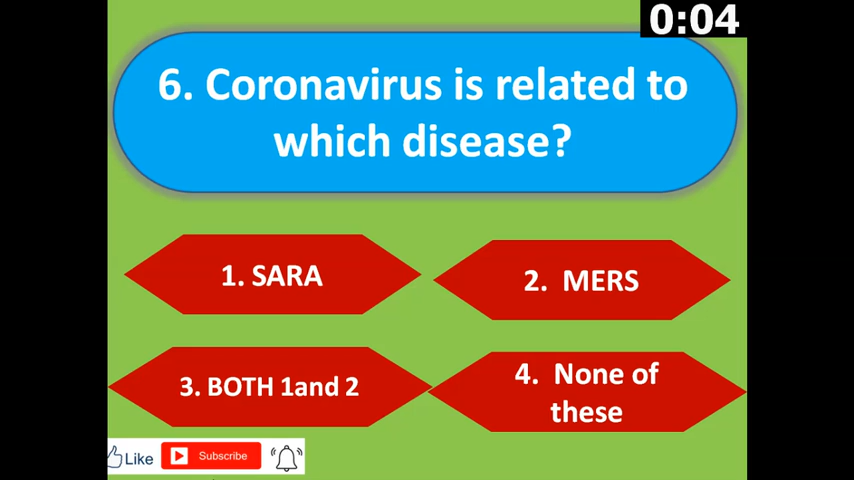 0:04
6. Coronavirus is related to
which disease?
1. SARA
2. MERS
3. BOTH 1and 2
4. None of
these
Like
Subscribe